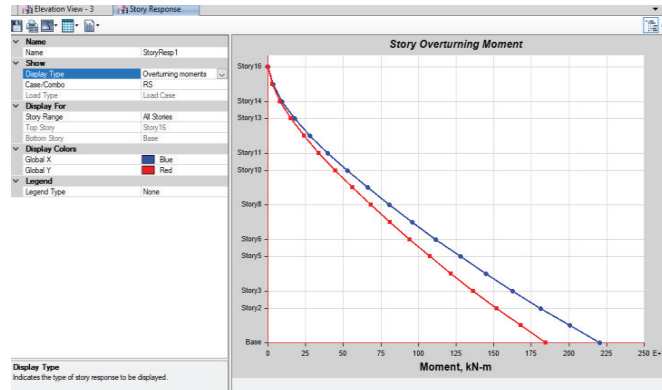 Elevation View - 3 Story Response
Name
Name StoryResp1
Show
Display Type Overturning moments
Case/Combo RS
Load Type Load Case
Display For
Story Range All Stories
Top Story Story16
Bottom Story Base
Display Colors
Global X Blue
Global Y Red
Legend
Legend Type None
Display Type
Indicates the type of story response to be displayed.
Story Overturning Moment
Story16
Story14
Story13
Story11
Story10
Story8
Story6
Story5
Story3
Story2
Base
0 25 50 75 100 125 150 175 200 225 250 E+
Moment, kN-m